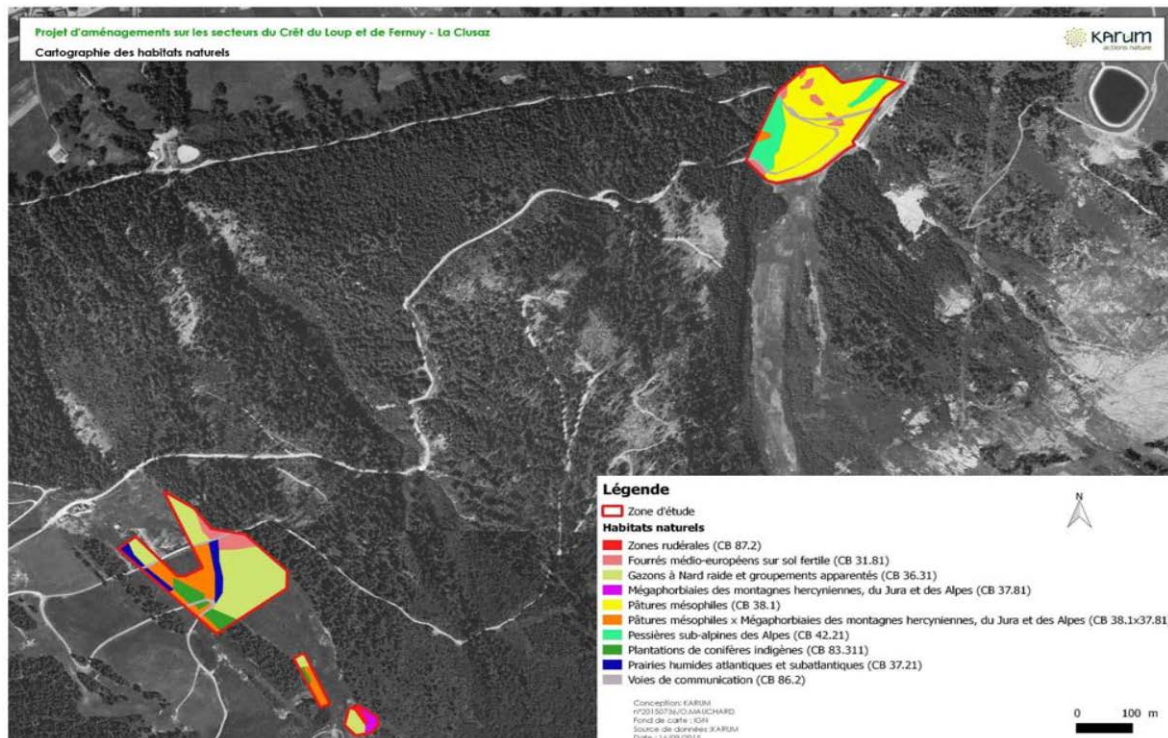 Projet d'aménagements sur les secteurs du Crêt du Loup et de Fernuy - La Clusaz
Cartographie des habitats naturels
KARUM
actions nature
Légende
Zone d'étude
Habitats naturels
Zones rudérales (CB 87.2)
Fourrés médio-européens sur sol fertile (CB 31.81)
Gazons à Nard raide et groupements apparentés (CB 36.31)
Mégaphorbiaies des montagnes hercyniennes, du Jura et des Alpes (CB 37.81)
Pâtures mésophiles (CB 38.1)
Pâtures mésophiles x Mégaphorbiaies des montagnes hercyniennes, du Jura et des Alpes (CB 38.1x37.81)
Pessières sub-alpines des Alpes (CB 42.21)
Plantations de conifères indigènes (CB 83.311)
Prairies humides atlantiques et subatlantiques (CB 37.21)
Voies de communication (CB 86.2)
N
Conception: KARUM
Fond de carte : IGN
Source de données :KARUM
0 100 m